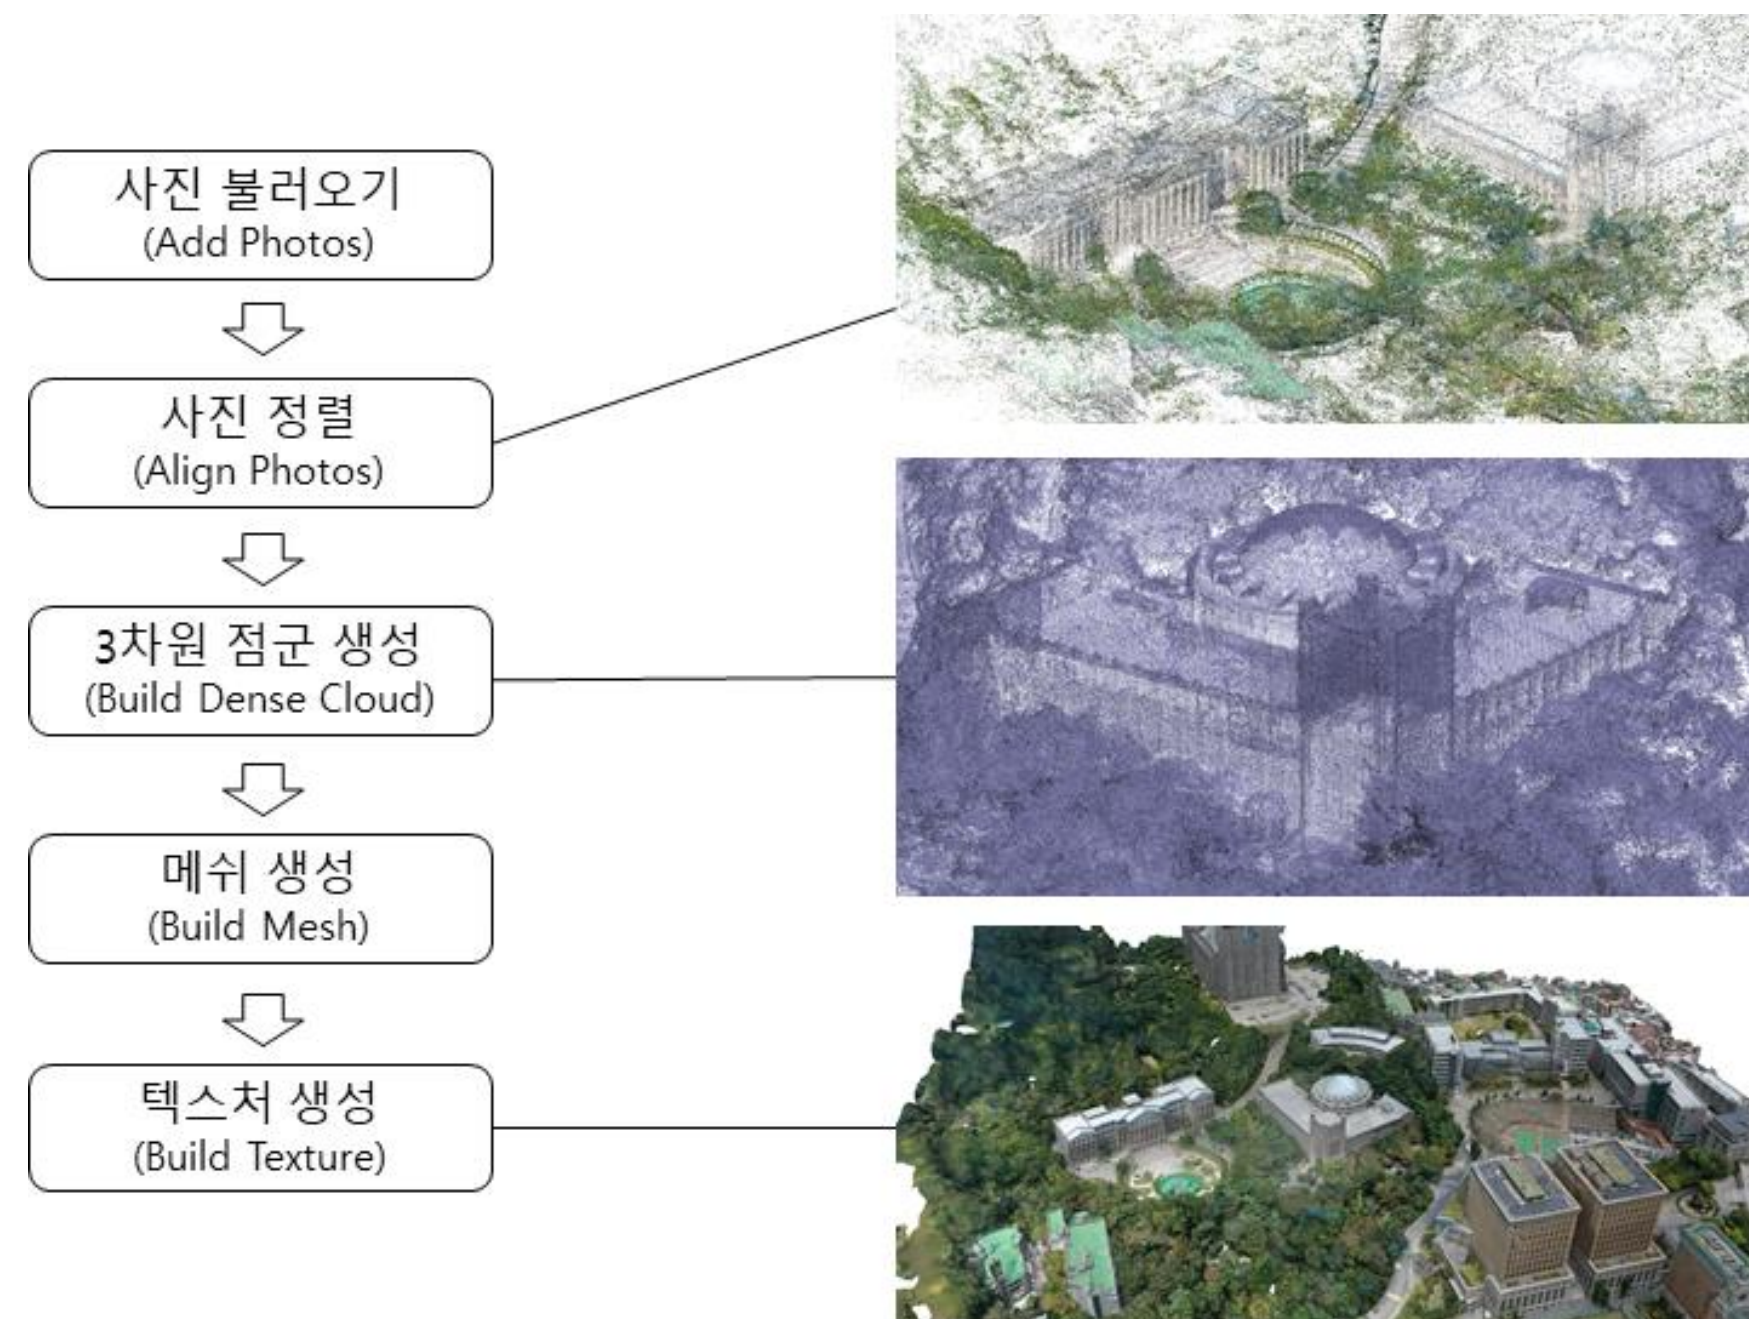 사진 불러오기
(Add Photos)
사진 정렬
(Align Photos)
3차원 점군 생성
(Build Dense Cloud)
메쉬 생성
(Build Mesh)
텍스처 생성
(Build Texture)